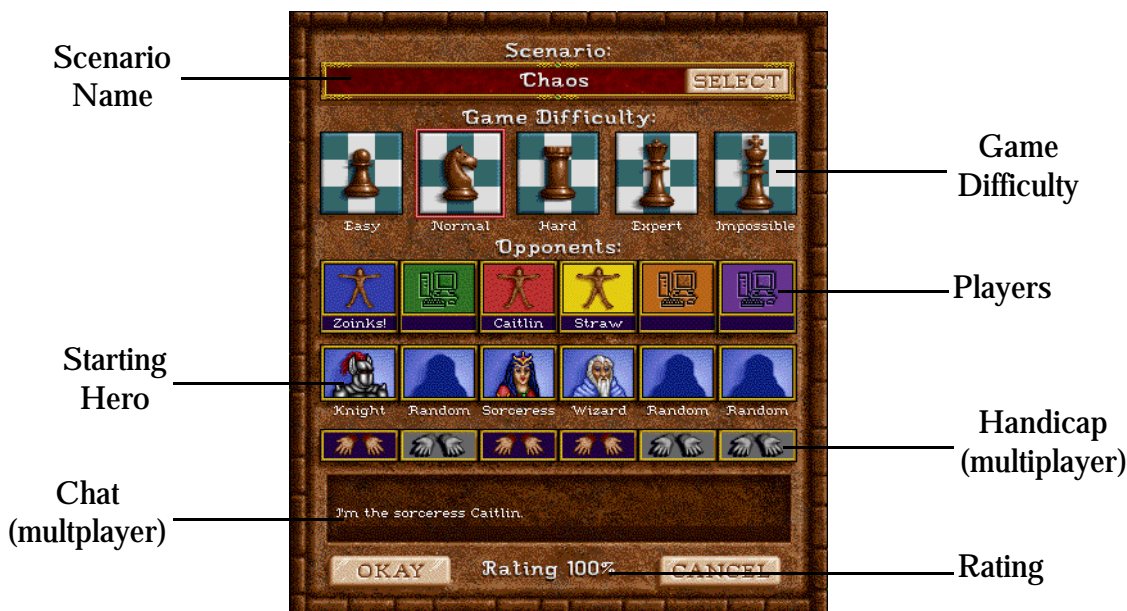 Scenario
Name
Scenario:
Chaos SELECT
Game Difficulty:
Easy Normal Hard Expert Impossible
Game
Difficulty
Opponents:
Zoinks! Caitlin Straw
Players
Starting
Hero
Knight Random Sorceress Wizard Random Random
Handicap
(multiplayer)
Chat
(multplayer)
I'm the sorceress Caitlin.
OKAY Rating 100% CANCEL
Rating